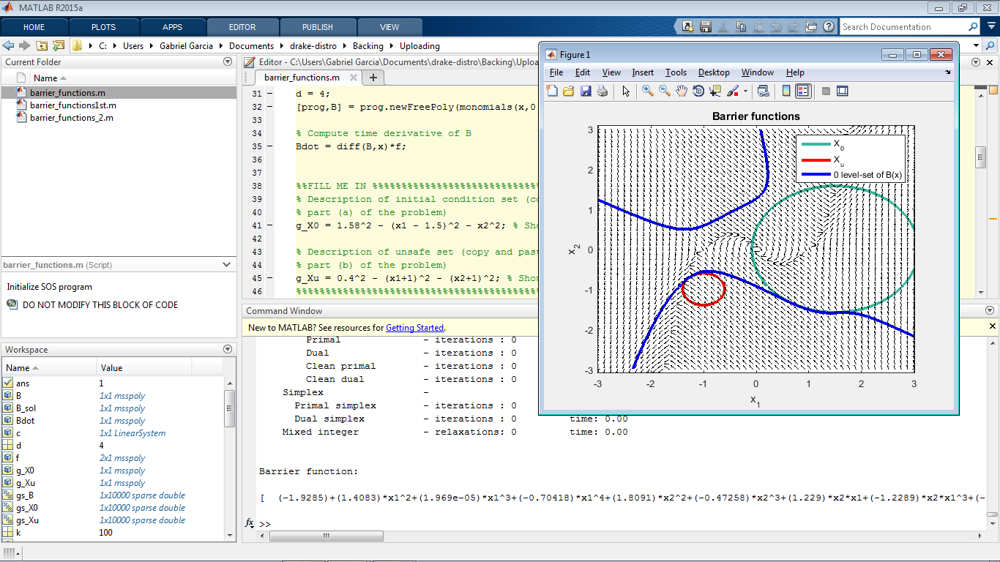 MATLAB R2015a
HOME PLOTS APPS EDITOR PUBLISH VIEW
Search Documentation
C: Users Gabriel Garcia Documents drake-distro Backing Uploading
Current Folder
Name
barrier_functions.m
barrier_functions1st.m
barrier_functions_2.m
barrier_functions.m (Script)
Initialize SOS program
DO NOT MODIFY THIS BLOCK OF CODE
Workspace
Name Value
ans 1
B 1x1 msspoly
B_sol 1x1 msspoly
Bdot 1x1 msspoly
c 1x1 LinearSystem
d 4
f 2x1 msspoly
g_X0 1x1 msspoly
g_Xu 1x1 msspoly
gs_B 1x10000 sparse double
gs_X0 1x10000 sparse double
gs_Xu 1x10000 sparse double
k 100
Editor - C:\Users\Gabriel Garcia\Documents\drake-distro\Backing\Uploa
barrier_functions.m
31 d = 4;
32 [prog,B] = prog.newFreePoly(monomials(x,0
33
34 % Compute time derivative of B
35 Bdot = diff(B,x)*f;
36
37
38 %%FILL ME IN %%%%%%%%%%%%%%%%%%%%%%%%%%%%
39 % Description of initial condition set (co
40 % part (a) of the problem)
41 g_X0 = 1.58^2 - (x1 - 1.5)^2 - x2^2; % Sho
42
43 % Description of unsafe set (copy and past
44 % part (b) of the problem)
45 g_Xu = 0.4^2 - (x1+1)^2 - (x2+1)^2; % Shou
46 %%%%%%%%%%%%%%%%%%%%%%%%%%%%%%%%%%%%%%%%%
Command Window
New to MATLAB? See resources for Getting Started.
Primal - iterations : 0
Dual - iterations : 0
Clean primal - iterations : 0
Clean dual - iterations : 0
Simplex -
Primal simplex - iterations : 0
Dual simplex - iterations : 0 time: 0.00
Mixed integer - relaxations: 0 time: 0.00
Barrier function:
[ (-1.9285)+(1.4083)*x1^2+(1.969e-05)*x1^3+(-0.70418)*x1^4+(1.8091)*x2^2+(-0.47258)*x2^3+(1.229)*x2*x1+(-1.2289)*x2*x1^3+(-
fx >>
Figure 1
File Edit View Insert Tools Desktop Window Help
Barrier functions
X0
Xu
0 level-set of B(x)
3
2
1
0
-1
-2
-3
x2
-3 -2 -1 0 1 2 3
x1